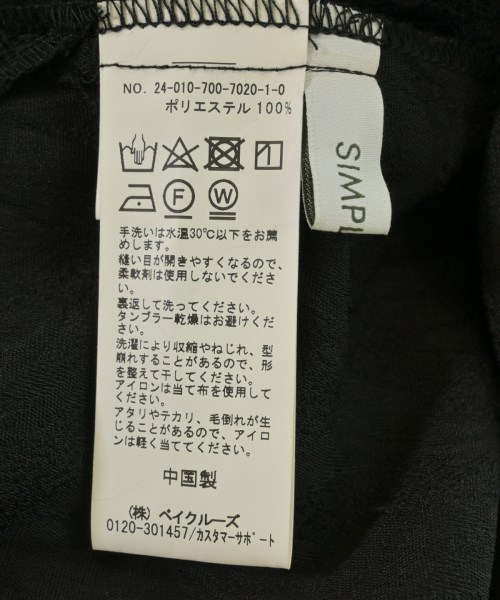 NO. 24-010-700-7020-1-0
ポリエステル 100%
F
W
手洗いは水温30℃以下をお薦
めします。
縫い目が開きやすくなるので、
柔軟剤は使用しないでくださ
い。
裏返して洗ってください。
タンブラー乾燥はお避けくだ
さい。
洗濯により収縮やねじれ、型
崩れすることがあるので、形
を整えて干してください。
アイロンは当て布を使用して
ください。
アタリやテカリ、毛倒れが生
じることがあるので、アイロ
ンは軽く当ててください。
中国製
(株) ベイクルーズ
0120-301457/カスタマーサポート
SIMPL